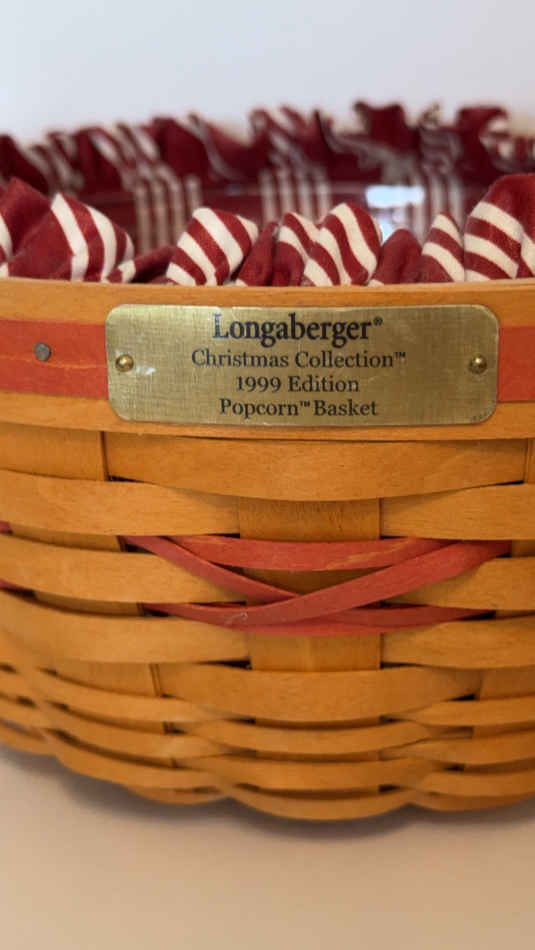 Longaberger®
Christmas Collection™
1999 Edition
Popcorn™ Basket